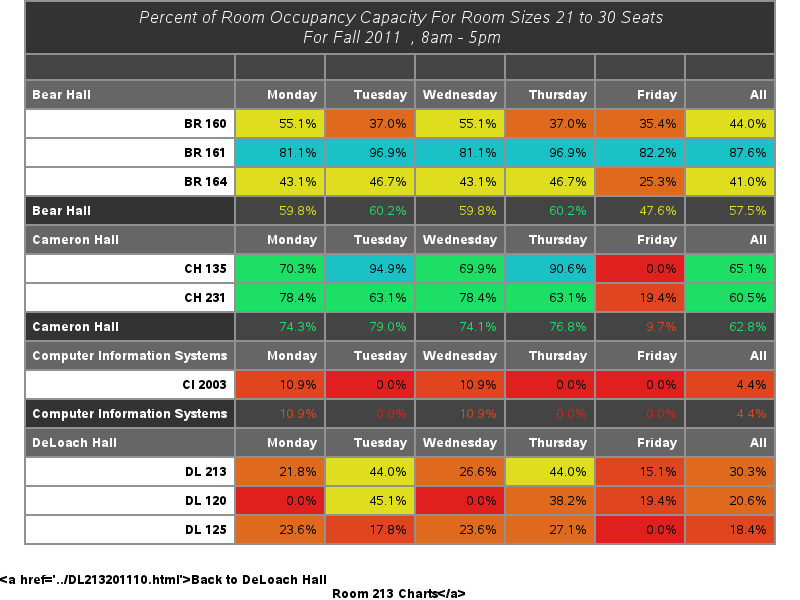 Percent of Room Occupancy Capacity For Room Sizes 21 to 30 Seats
For Fall 2011  , 8am - 5pm
Bear Hall Monday Tuesday Wednesday Thursday Friday All
BR 160 55.1% 37.0% 55.1% 37.0% 35.4% 44.0%
BR 161 81.1% 96.9% 81.1% 96.9% 82.2% 87.6%
BR 164 43.1% 46.7% 43.1% 46.7% 25.3% 41.0%
Bear Hall 59.8% 60.2% 59.8% 60.2% 47.6% 57.5%
Cameron Hall Monday Tuesday Wednesday Thursday Friday All
CH 135 70.3% 94.9% 69.9% 90.6% 0.0% 65.1%
CH 231 78.4% 63.1% 78.4% 63.1% 19.4% 60.5%
Cameron Hall 74.3% 79.0% 74.1% 76.8% 9.7% 62.8%
Computer Information Systems Monday Tuesday Wednesday Thursday Friday All
CI 2003 10.9% 0.0% 10.9% 0.0% 0.0% 4.4%
Computer Information Systems 10.9% 0.0% 10.9% 0.0% 0.0% 4.4%
DeLoach Hall Monday Tuesday Wednesday Thursday Friday All
DL 213 21.8% 44.0% 26.6% 44.0% 15.1% 30.3%
DL 120 0.0% 45.1% 0.0% 38.2% 19.4% 20.6%
DL 125 23.6% 17.8% 23.6% 27.1% 0.0% 18.4%
<a href='../DL213201110.html'>Back to DeLoach Hall
Room 213 Charts</a>